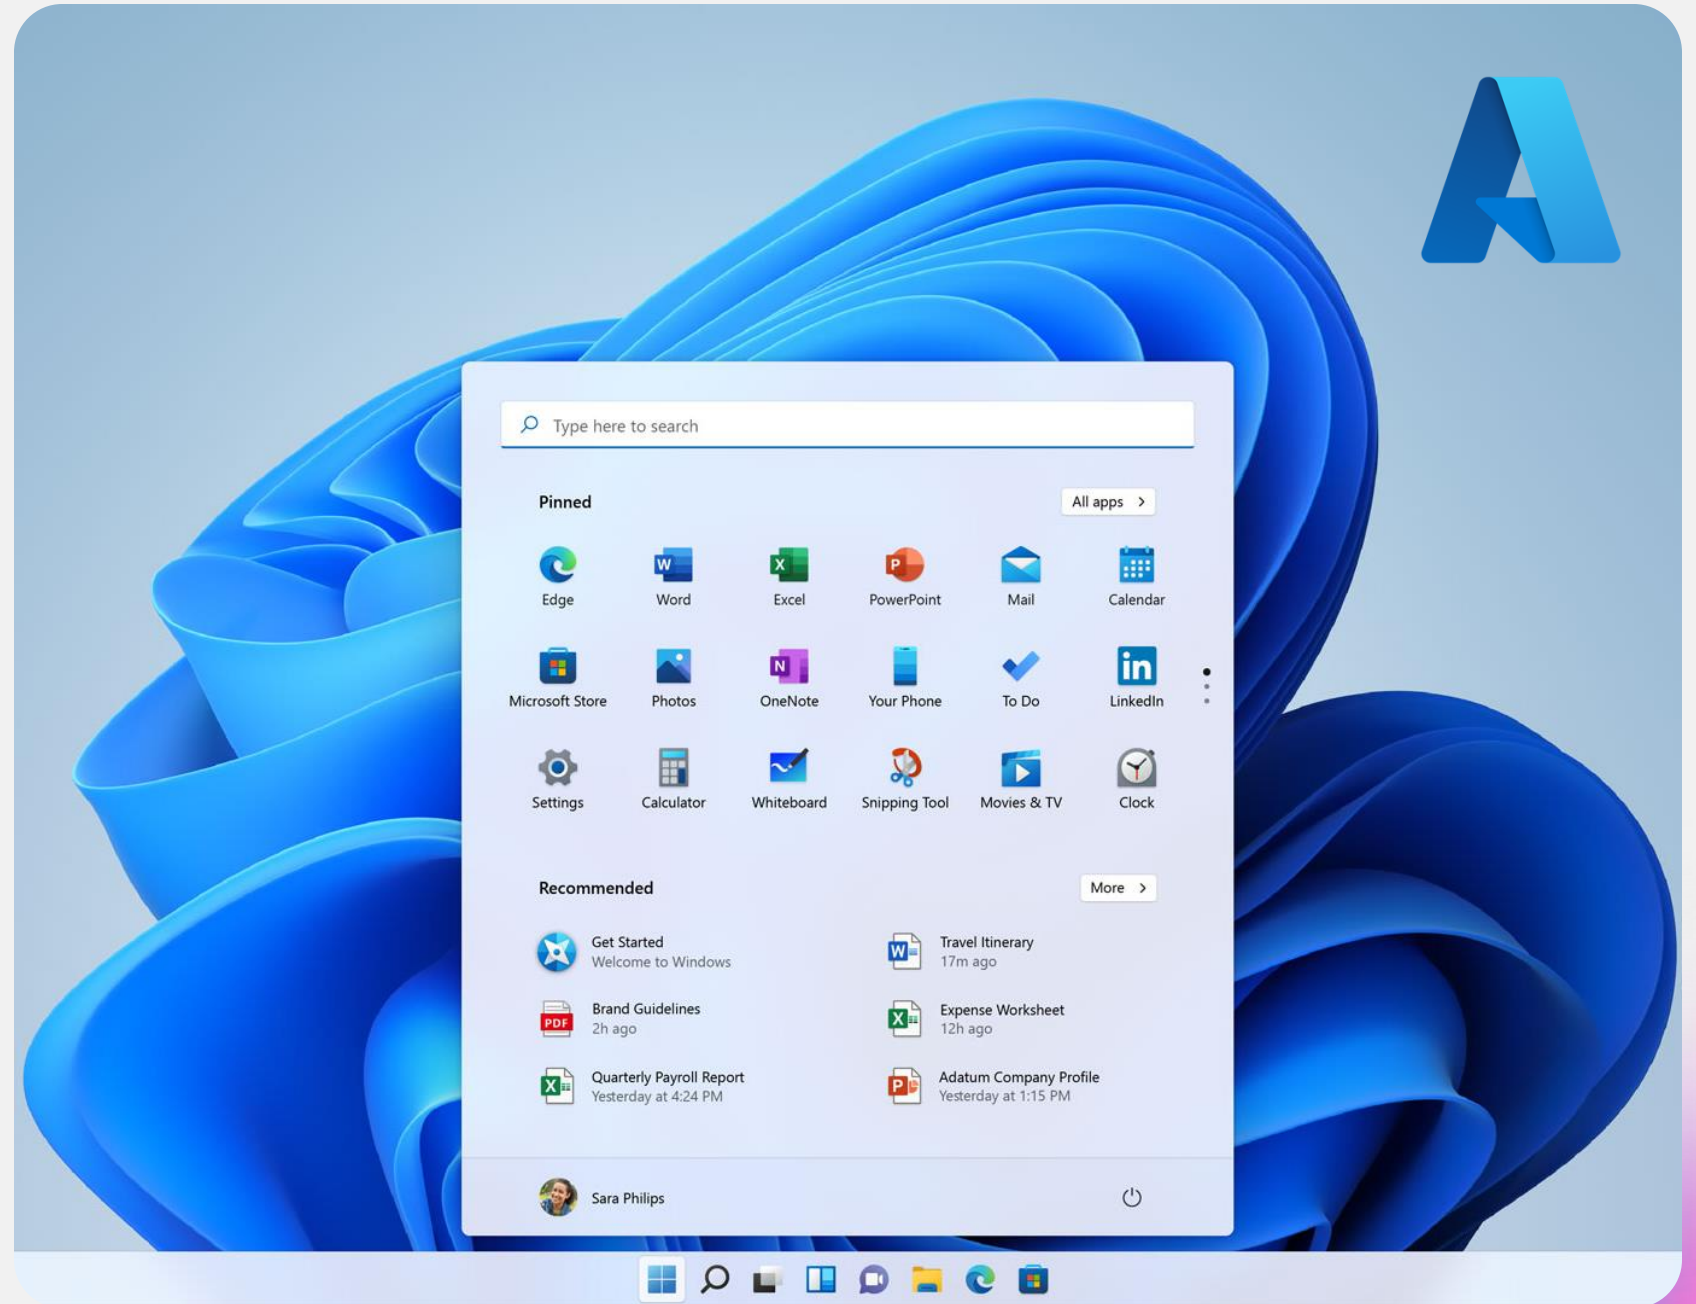 Type here to search
Pinned
All apps
Edge
Word
Excel
PowerPoint
Mail
Calendar
Microsoft Store
Photos
OneNote
Your Phone
To Do
LinkedIn
Settings
Calculator
Whiteboard
Snipping Tool
Movies & TV
Clock
Recommended
More
Get Started
Welcome to Windows
Travel Itinerary
17m ago
PDF
Brand Guidelines
2h ago
Expense Worksheet
12h ago
Quarterly Payroll Report
Yesterday at 4:24 PM
Adatum Company Profile
Yesterday at 1:15 PM
Sara Philips